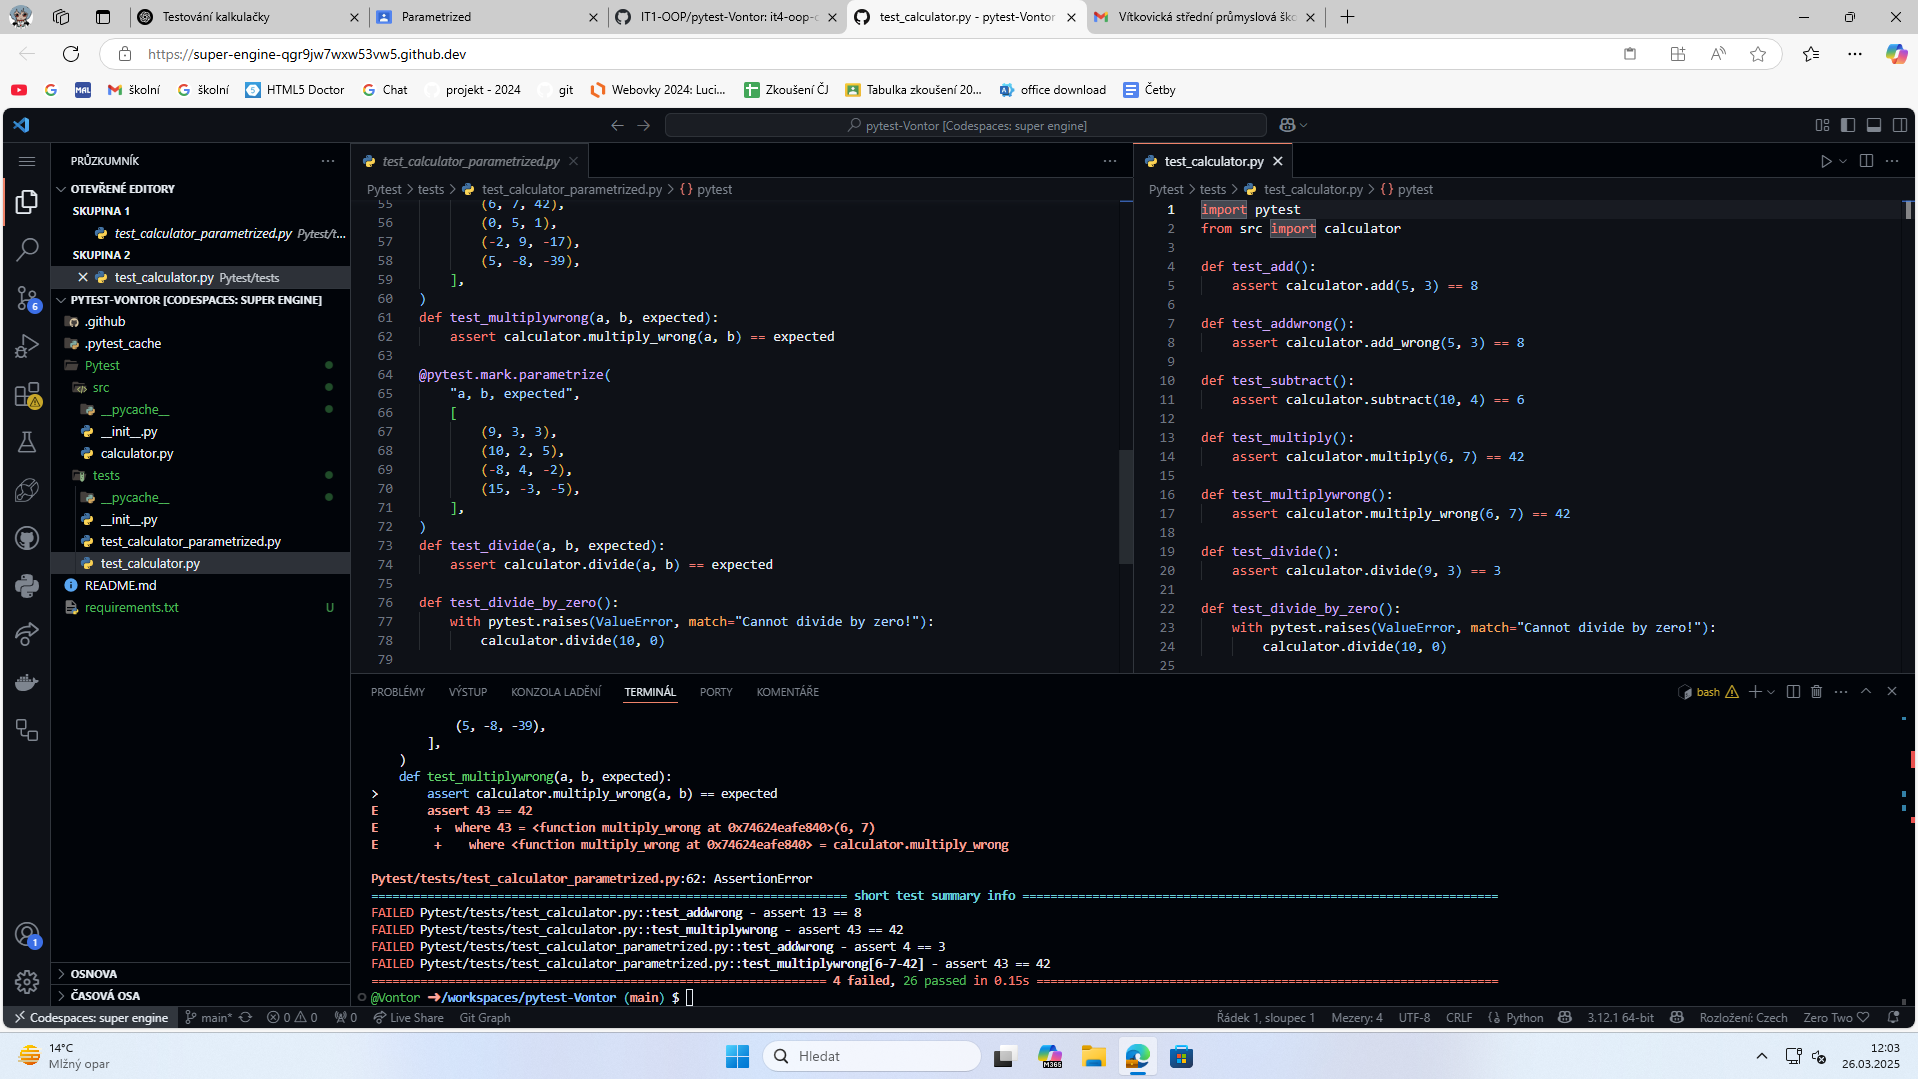 Testování kalkulačky
Parametrized
IT1-OOP/pytest-Vontor: it4-oop-c
test_calculator.py - pytest-Vontor
Vítkovická střední průmyslová ško
https://super-engine-qgr9jw7wxw53vw5.github.dev
školní
školní
HTML5 Doctor
Chat
projekt - 2024
git
Webovky 2024: Luci...
Zkoušení ČJ
Tabulka zkoušení 20...
office download
Četby
pytest-Vontor [Codespaces: super engine]
PRŮZKUMNÍK
OTEVŘENÉ EDITORY
SKUPINA 1
test_calculator_parametrized.py Pytest/t...
SKUPINA 2
test_calculator.py Pytest/tests
PYTEST-VONTOR [CODESPACES: SUPER ENGINE]
.github
.pytest_cache
Pytest
src
__pycache__
__init__.py
calculator.py
tests
__pycache__
__init__.py
test_calculator_parametrized.py
test_calculator.py
README.md
requirements.txt U
OSNOVA
ČASOVÁ OSA
6
1
test_calculator_parametrized.py
Pytest > tests > test_calculator_parametrized.py > {} pytest
55 (6, 7, 42),
56 (0, 5, 1),
57 (-2, 9, -17),
58 (5, -8, -39),
59 ],
60 )
61 def test_multiplywrong(a, b, expected):
62 assert calculator.multiply_wrong(a, b) == expected
63
64 @pytest.mark.parametrize(
65 "a, b, expected",
66 [
67 (9, 3, 3),
68 (10, 2, 5),
69 (-8, 4, -2),
70 (15, -3, -5),
71 ],
72 )
73 def test_divide(a, b, expected):
74 assert calculator.divide(a, b) == expected
75
76 def test_divide_by_zero():
77 with pytest.raises(ValueError, match="Cannot divide by zero!"):
78 calculator.divide(10, 0)
79
test_calculator.py
Pytest > tests > test_calculator.py > {} pytest
1 import pytest
2 from src import calculator
3
4 def test_add():
5 assert calculator.add(5, 3) == 8
6
7 def test_addwrong():
8 assert calculator.add_wrong(5, 3) == 8
9
10 def test_subtract():
11 assert calculator.subtract(10, 4) == 6
12
13 def test_multiply():
14 assert calculator.multiply(6, 7) == 42
15
16 def test_multiplywrong():
17 assert calculator.multiply_wrong(6, 7) == 42
18
19 def test_divide():
20 assert calculator.divide(9, 3) == 3
21
22 def test_divide_by_zero():
23 with pytest.raises(ValueError, match="Cannot divide by zero!"):
24 calculator.divide(10, 0)
25
PROBLÉMY VÝSTUP KONZOLA LADĚNÍ TERMINÁL PORTY KOMENTÁŘE
bash
(5, -8, -39),
],
)
def test_multiplywrong(a, b, expected):
> assert calculator.multiply_wrong(a, b) == expected
E assert 43 == 42
E + where 43 = <function multiply_wrong at 0x74624eafe840>(6, 7)
E + where <function multiply_wrong at 0x74624eafe840> = calculator.multiply_wrong
Pytest/tests/test_calculator_parametrized.py:62: AssertionError
short test summary info
FAILED Pytest/tests/test_calculator.py::test_addwrong - assert 13 == 8
FAILED Pytest/tests/test_calculator.py::test_multiplywrong - assert 43 == 42
FAILED Pytest/tests/test_calculator_parametrized.py::test_addwrong - assert 4 == 3
FAILED Pytest/tests/test_calculator_parametrized.py::test_multiplywrong[6-7-42] - assert 43 == 42
4 failed, 26 passed in 0.15s
@Vontor ➜/workspaces/pytest-Vontor (main) $
Codespaces: super engine main* 0 0 0 Live Share Git Graph
Řádek 1, sloupec 1 Mezery: 4 UTF-8 CRLF Python 3.12.1 64-bit Rozložení: Czech Zero Two
14°C
Mlžný opar
Hledat
M365
12:03
26.03.2025